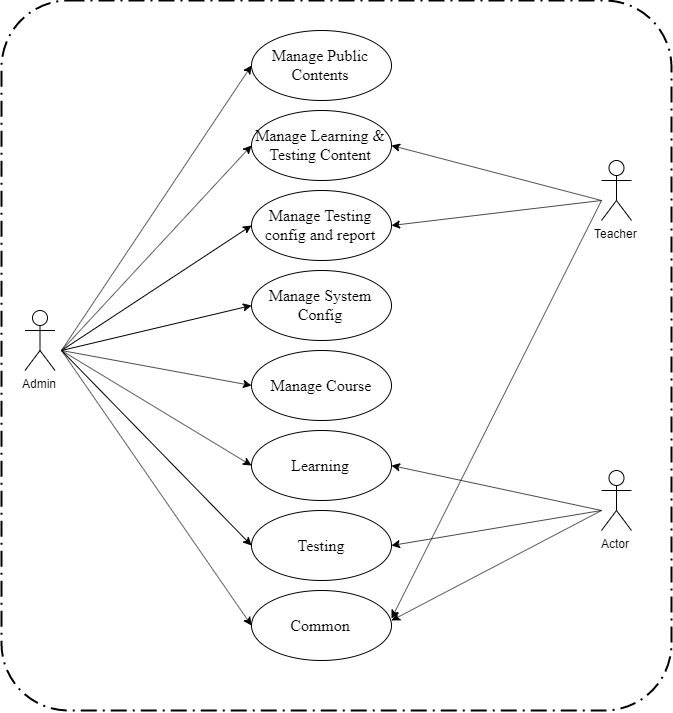 Manage Public
Contents
Manage Learning &
Testing Content
Manage Testing
config and report
Teacher
Manage System
Config
Admin
Manage Course
Learning
Testing
Actor
Common